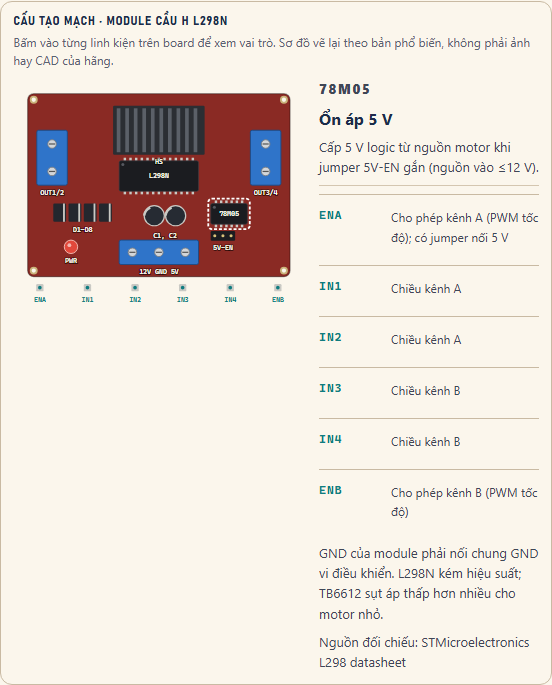 CẤU TẠO MẠCH · MODULE CẦU H L298N
Bấm vào từng linh kiện trên board để xem vai trò. Sơ đồ vẽ lại theo bản phổ biến, không phải ảnh
hay CAD của hãng.
HS
L298N
OUT1/2
OUT3/4
78M05
D1-D8
C1, C2
5V-EN
PWR
12V GND 5V
ENA
IN1
IN2
IN3
IN4
ENB
78M05
Ổn áp 5 V
Cấp 5 V logic từ nguồn motor khi
jumper 5V-EN gắn (nguồn vào ≤12 V).
ENA
Cho phép kênh A (PWM tốc
độ); có jumper nối 5 V
IN1
Chiều kênh A
IN2
Chiều kênh A
IN3
Chiều kênh B
IN4
Chiều kênh B
ENB
Cho phép kênh B (PWM tốc
độ)
GND của module phải nối chung GND
vi điều khiển. L298N kém hiệu suất;
TB6612 sụt áp thấp hơn nhiều cho
motor nhỏ.
Nguồn đối chiếu: STMicroelectronics
L298 datasheet